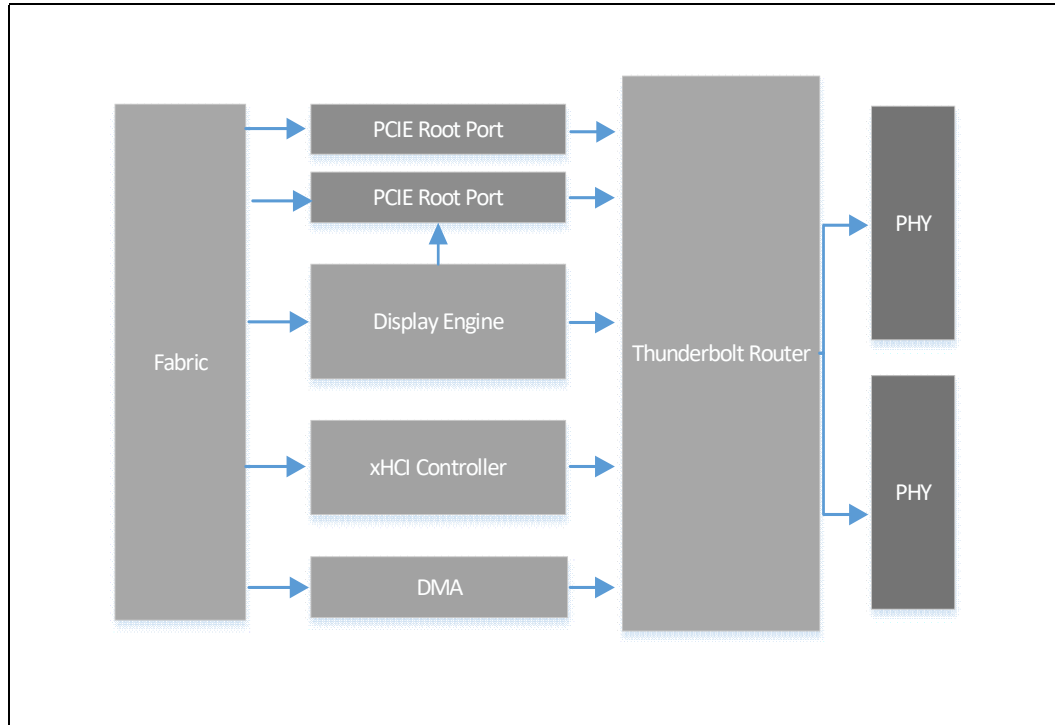 Fabric
PCIE Root Port
PCIE Root Port
Display Engine
xHCI Controller
DMA
Thunderbolt Router
PHY
PHY